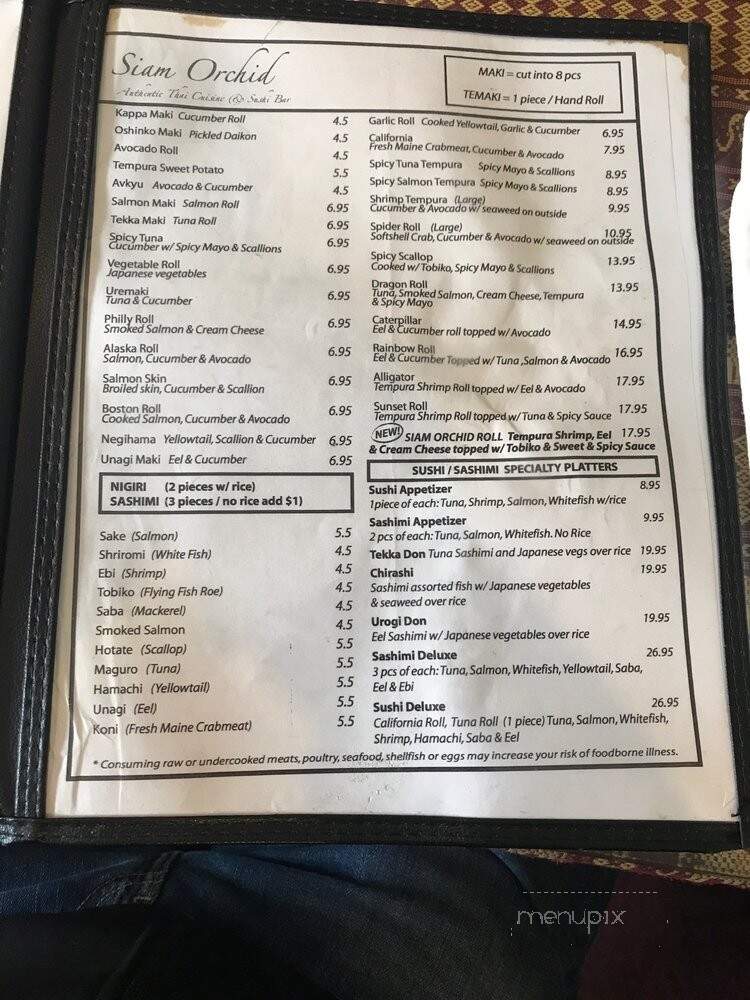 Siam Orchid
Authentic Thai Cuisine & Sushi Bar
MAKI = cut into 8 pcs
TEMAKI = 1 piece / Hand Roll
Kappa Maki Cucumber Roll 4.5
Oshinko Maki Pickled Daikon 4.5
Avocado Roll 4.5
Tempura Sweet Potato 5.5
Avkyu Avocado & Cucumber 4.5
Salmon Maki Salmon Roll 6.95
Tekka Maki Tuna Roll 6.95
Spicy Tuna 6.95
Cucumber w/ Spicy Mayo & Scallions
Vegetable Roll 6.95
Japanese vegetables
Uremaki 6.95
Tuna & Cucumber
Philly Roll 6.95
Smoked Salmon & Cream Cheese
Alaska Roll 6.95
Salmon, Cucumber & Avocado
Salmon Skin 6.95
Broiled skin, Cucumber & Scallion
Boston Roll 6.95
Cooked Salmon, Cucumber & Avocado
Negihama Yellowtail, Scallion & Cucumber 6.95
Unagi Maki Eel & Cucumber 6.95
NIGIRI (2 pieces w/ rice)
SASHIMI (3 pieces / no rice add $1)
Sake (Salmon) 5.5
Shriromi (White Fish) 4.5
Ebi (Shrimp) 4.5
Tobiko (Flying Fish Roe) 4.5
Saba (Mackerel) 4.5
Smoked Salmon 4.5
Hotate (Scallop) 5.5
Maguro (Tuna) 5.5
Hamachi (Yellowtail) 5.5
Unagi (Eel) 5.5
Koni (Fresh Maine Crabmeat) 5.5
Garlic Roll Cooked Yellowtail, Garlic & Cucumber 6.95
California 7.95
Fresh Maine Crabmeat, Cucumber & Avocado
Spicy Tuna Tempura Spicy Mayo & Scallions 8.95
Spicy Salmon Tempura Spicy Mayo & Scallions 8.95
Shrimp Tempura (Large) 9.95
Cucumber & Avocado w/ seaweed on outside
Spider Roll (Large) 10.95
Softshell Crab, Cucumber & Avocado w/ seaweed on outside
Spicy Scallop 13.95
Cooked w/ Tobiko, Spicy Mayo & Scallions
Dragon Roll 13.95
Tuna, Smoked Salmon, Cream Cheese, Tempura
& Spicy Mayo
Caterpillar 14.95
Eel & Cucumber roll topped w/ Avocado
Rainbow Roll 16.95
Eel & Cucumber Topped w/ Tuna, Salmon & Avocado
Alligator 17.95
Tempura Shrimp Roll topped w/ Eel & Avocado
Sunset Roll 17.95
Tempura Shrimp Roll topped w/ Tuna & Spicy Sauce
NEW! SIAM ORCHID ROLL Tempura Shrimp, Eel 17.95
& Cream Cheese topped w/ Tobiko & Sweet & Spicy Sauce
SUSHI / SASHIMI SPECIALTY PLATTERS
Sushi Appetizer 8.95
1 piece of each: Tuna, Shrimp, Salmon, Whitefish w/rice
Sashimi Appetizer 9.95
2 pcs of each: Tuna, Salmon, Whitefish. No Rice
Tekka Don Tuna Sashimi and Japanese vegs over rice 19.95
Chirashi 19.95
Sashimi assorted fish w/ Japanese vegetables
& seaweed over rice
Urogi Don 19.95
Eel Sashimi w/ Japanese vegetables over rice
Sashimi Deluxe 26.95
3 pcs of each: Tuna, Salmon, Whitefish, Yellowtail, Saba,
Eel & Ebi
Sushi Deluxe 26.95
California Roll, Tuna Roll (1 piece) Tuna, Salmon, Whitefish,
Shrimp, Hamachi, Saba & Eel
* Consuming raw or undercooked meats, poultry, seafood, shellfish or eggs may increase your risk of foodborne illness.
menupix